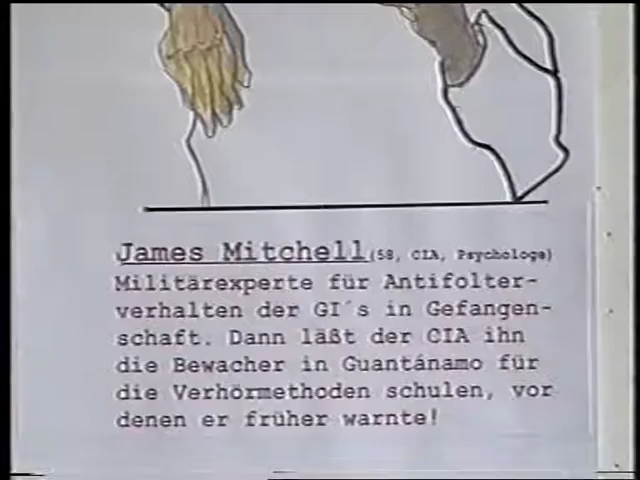 James Mitchell (58, CIA, Psychologe)
Militärexperte für Antifolter-
verhalten der GI´s in Gefangen-
schaft. Dann läßt der CIA ihn
die Bewacher in Guantánamo für
die Verhörmethoden schulen, vor
denen er früher warnte!